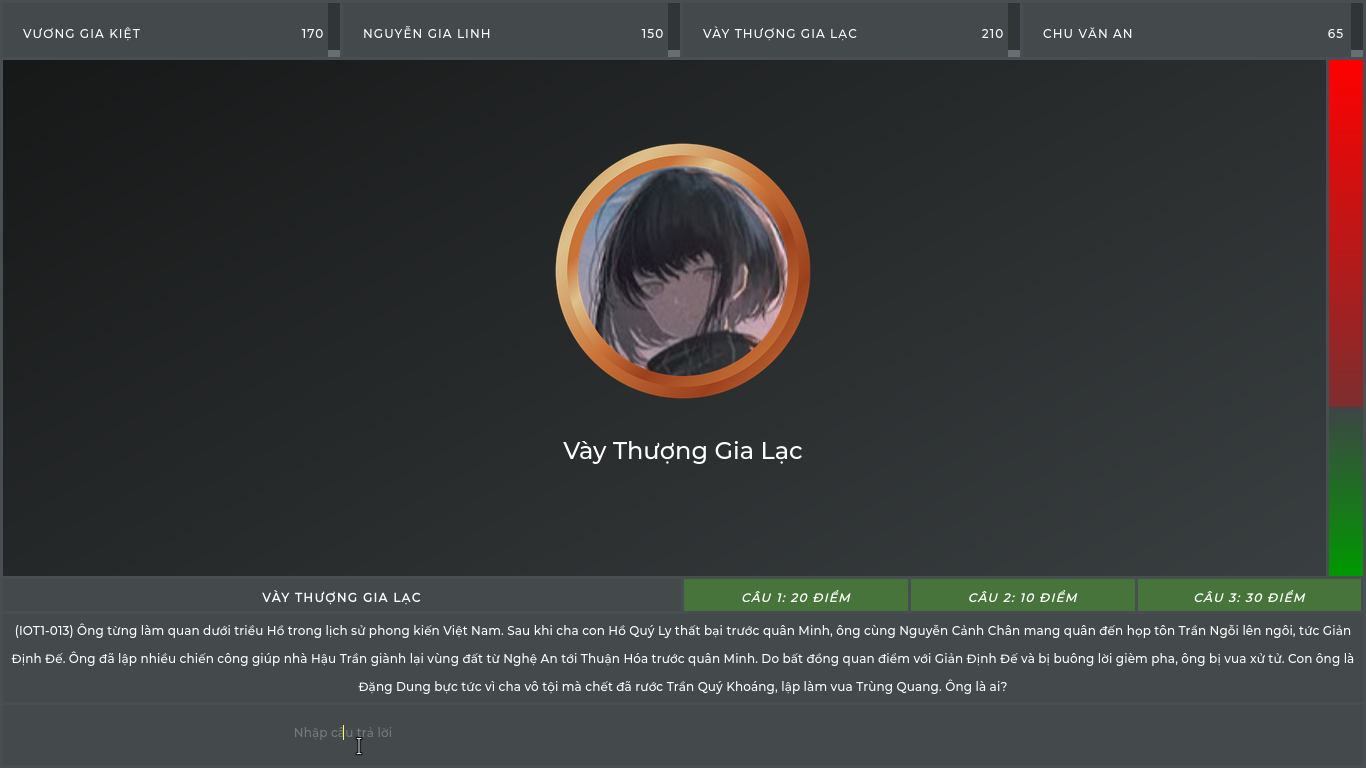 VƯƠNG GIA KIỆT 170 NGUYỄN GIA LINH 150 VÀY THƯỢNG GIA LẠC 210 CHU VĂN AN 65
Vày Thượng Gia Lạc
VÀY THƯỢNG GIA LẠC CÂU 1: 20 ĐIỂM CÂU 2: 10 ĐIỂM CÂU 3: 30 ĐIỂM
(IOT1-013) Ông từng làm quan dưới triều Hồ trong lịch sử phong kiến Việt Nam. Sau khi cha con Hồ Quý Ly thất bại trước quân Minh, ông cùng Nguyễn Cảnh Chân mang quân đến họp tôn Trần Ngỗi lên ngôi, tức Giản
Định Đế. Ông đã lập nhiều chiến công giúp nhà Hậu Trần giành lại vùng đất từ Nghệ An tới Thuận Hóa trước quân Minh. Do bất đồng quan điểm với Giản Định Đế và bị buông lời gièm pha, ông bị vua xử tử. Con ông là
Đặng Dung bực tức vì cha vô tội mà chết đã rước Trần Quý Khoáng, lập làm vua Trùng Quang. Ông là ai?
Nhập câu trả lời